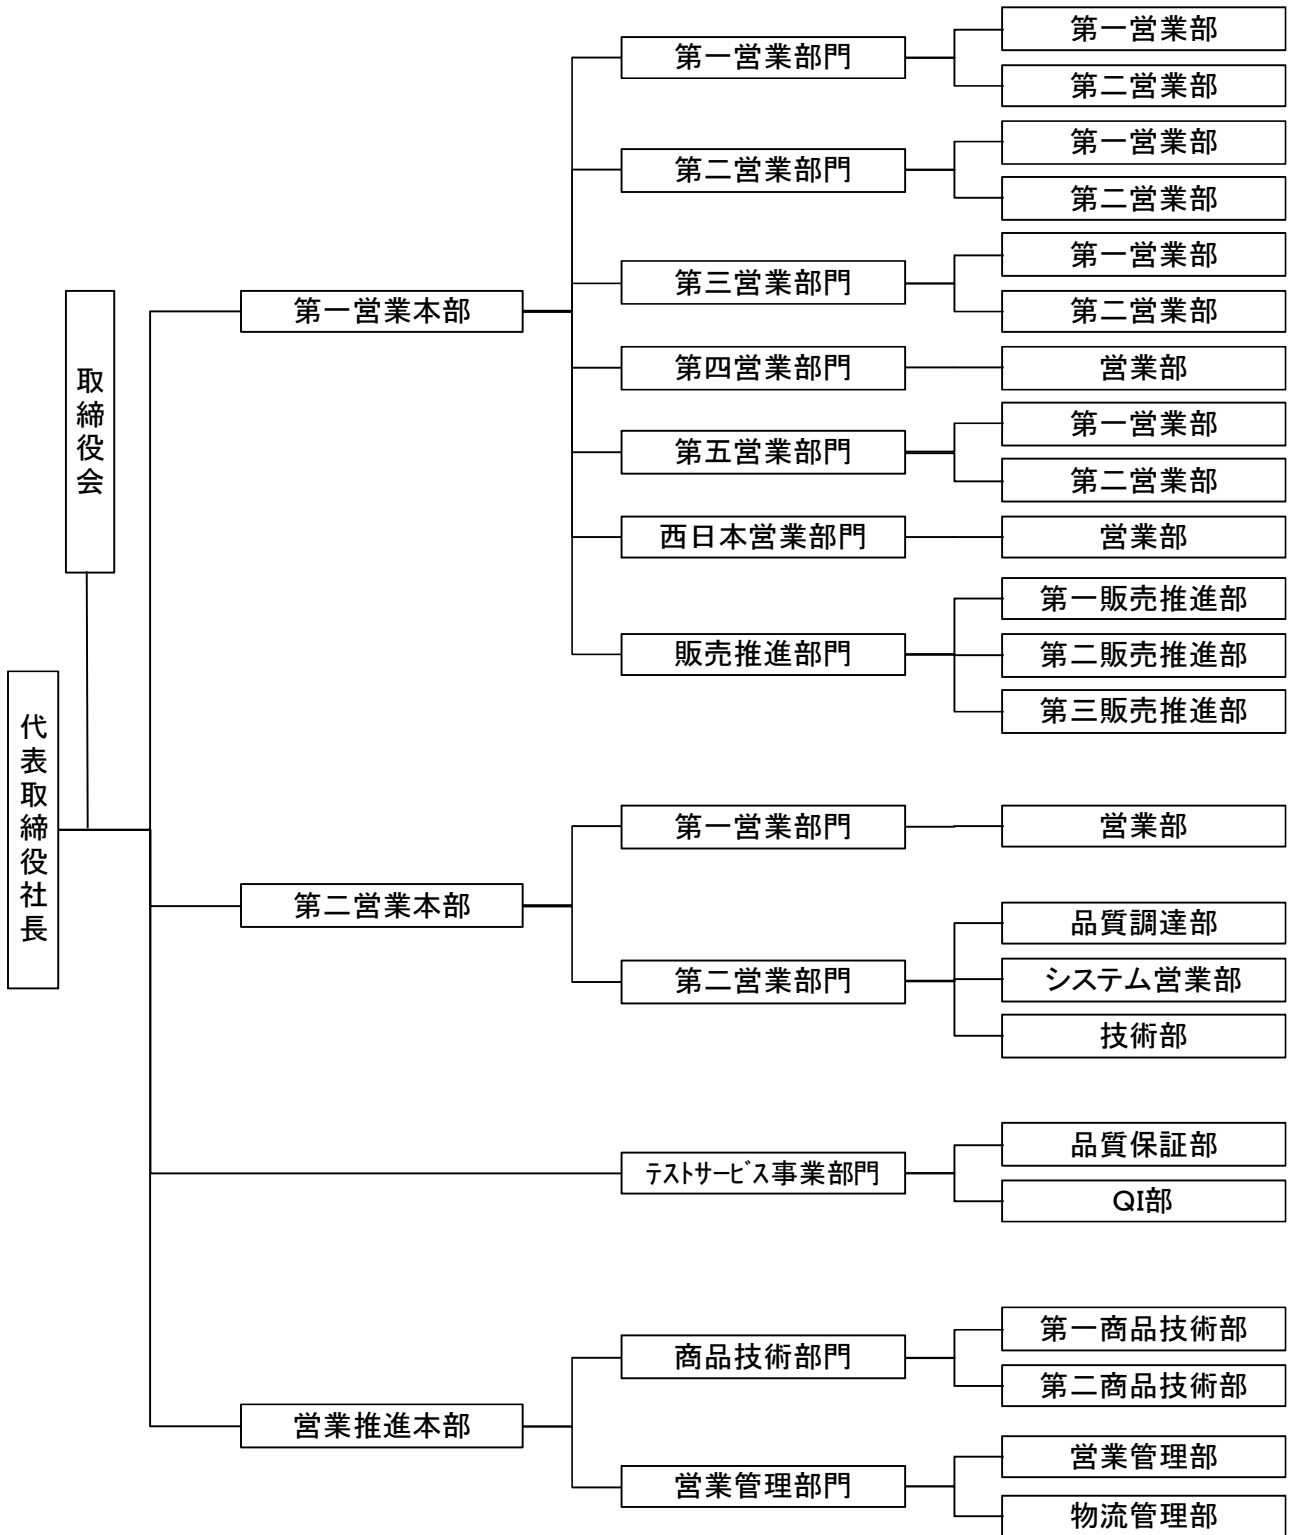 取締役会
代表取締役社長
第一営業本部
第一営業部門
第一営業部
第二営業部
第二営業部門
第一営業部
第二営業部
第三営業部門
第一営業部
第二営業部
第四営業部門
営業部
第五営業部門
第一営業部
第二営業部
西日本営業部門
営業部
販売推進部門
第一販売推進部
第二販売推進部
第三販売推進部
第二営業本部
第一営業部門
営業部
第二営業部門
品質調達部
システム営業部
技術部
ﾃｽﾄｻｰﾋﾞｽ事業部門
品質保証部
QI部
営業推進本部
商品技術部門
第一商品技術部
第二商品技術部
営業管理部門
営業管理部
物流管理部